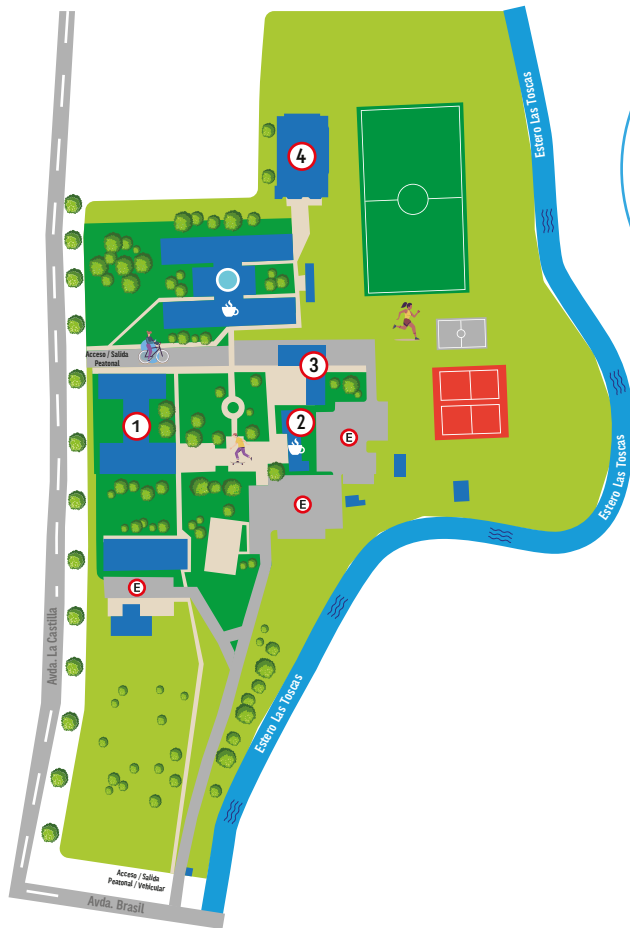 Estero Las Toscas
4
Acceso / Salida
Peatonal
3
1
2
E
E
Estero Las Toscas
E
Avda. La Castilla
Estero Las Toscas
Acceso / Salida
Peatonal / Vehicular
Avda. Brasil